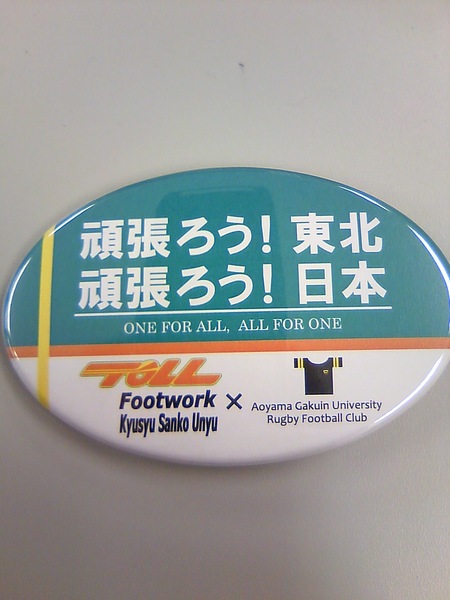 頑張ろう！東北
頑張ろう！日本
ONE FOR ALL, ALL FOR ONE
TOLL
Footwork
Kyusyu Sanko Unyu
×
Aoyama Gakuin University
Rugby Football Club